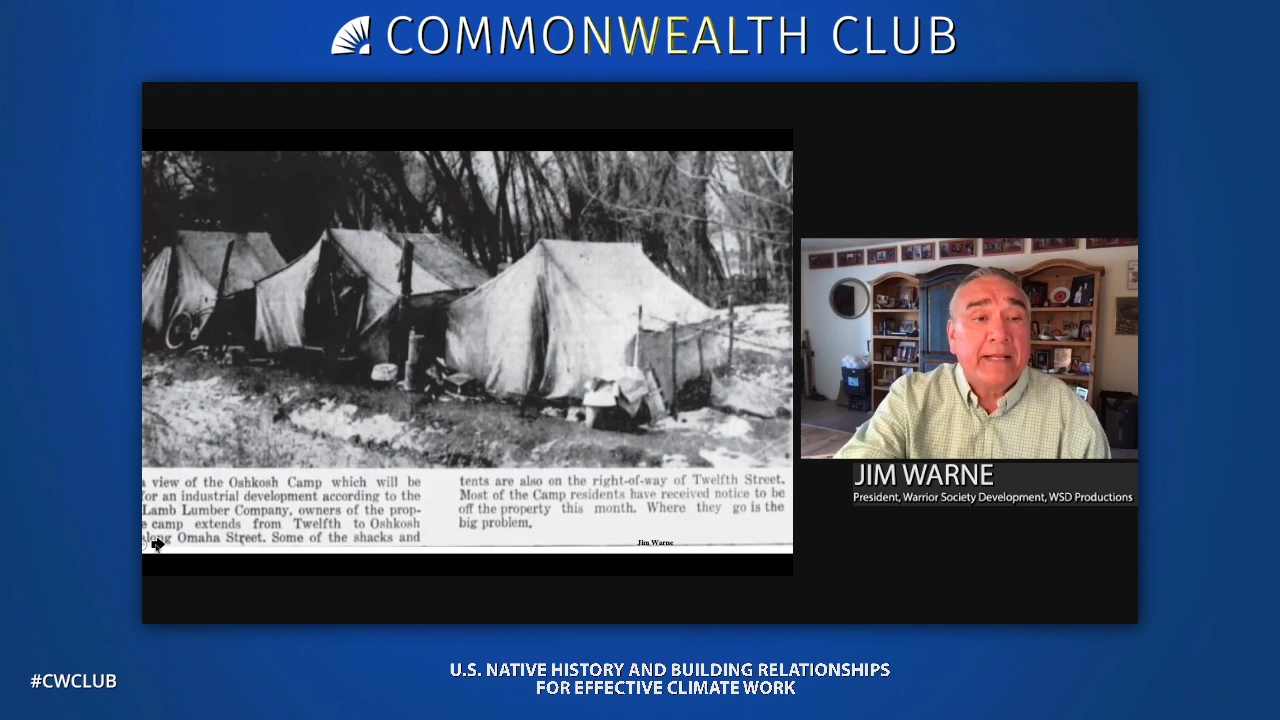 COMMONWEALTH CLUB
a view of the Oshkosh Camp which will be
for an industrial development according to the
Lamb Lumber Company, owners of the prop-
e camp extends from Twelfth to Oshkosh
along Omaha Street. Some of the shacks and
tents are also on the right-of-way of Twelfth Street.
Most of the Camp residents have received notice to be
off the property this month. Where they go is the
big problem.
Jim Warne
JIM WARNE
President, Warrior Society Development, WSD Productions
#CWCLUB
U.S. NATIVE HISTORY AND BUILDING RELATIONSHIPS
FOR EFFECTIVE CLIMATE WORK